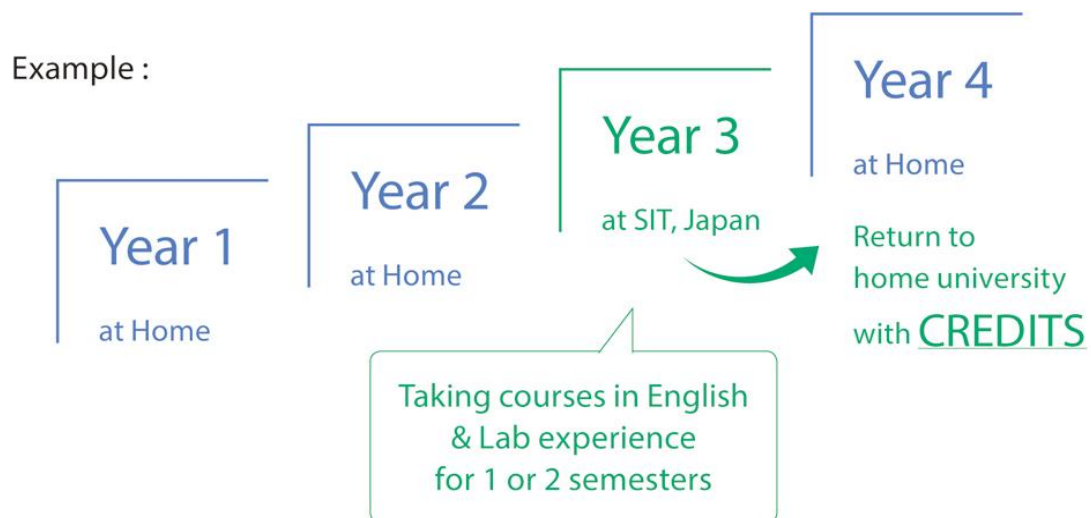 Example :
Year 1
at Home
Year 2
at Home
Year 3
at SIT, Japan
Taking courses in English
& Lab experience
for 1 or 2 semesters
Year 4
at Home
Return to
home university
with CREDITS